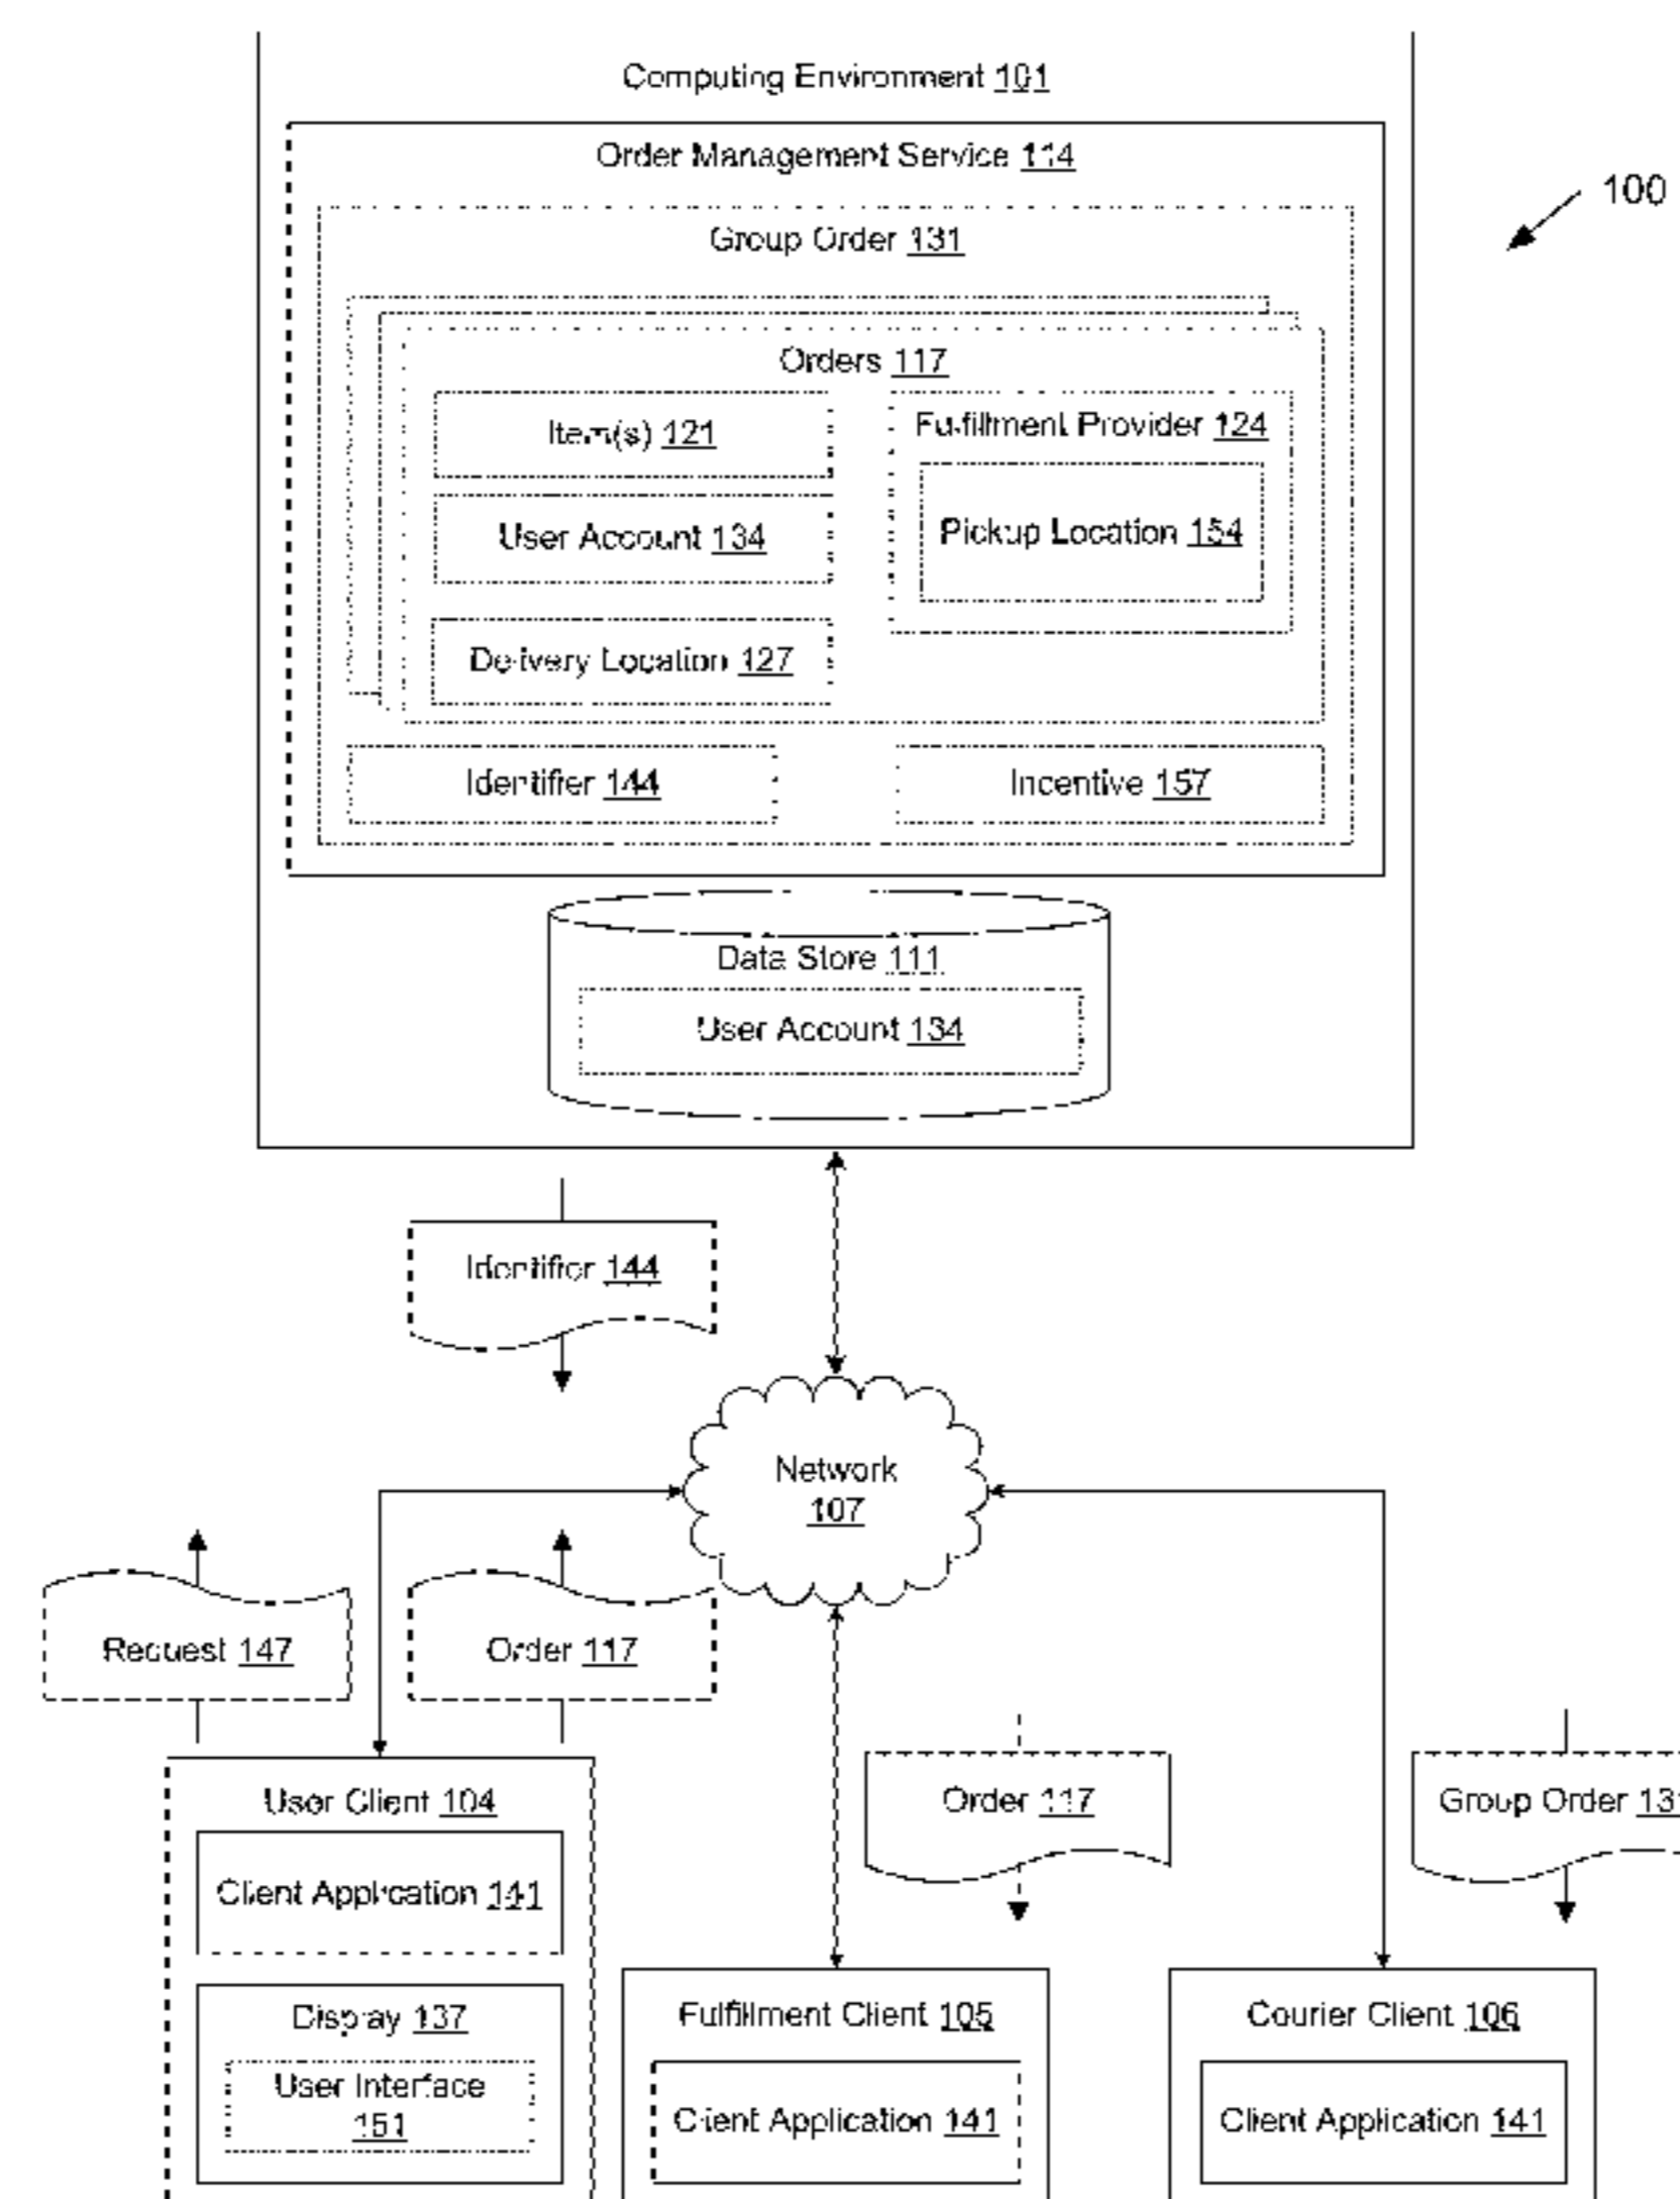 Computing Environment 101
Order Management Service 114
100
Group Order 131
Orders 117
Item(s) 121
Fulfillment Provider 124
User Account 134
Pickup Location 154
Delivery Location 127
Identifier 144
Incentive 157
Data Store 111
User Account 134
Identifier 144
Network
107
Request 147
Order 117
User Client 104
Order 117
Group Order 131
Client Application 141
Display 137
Fulfillment Client 105
Courier Client 106
User Interface
151
Client Application 141
Client Application 141